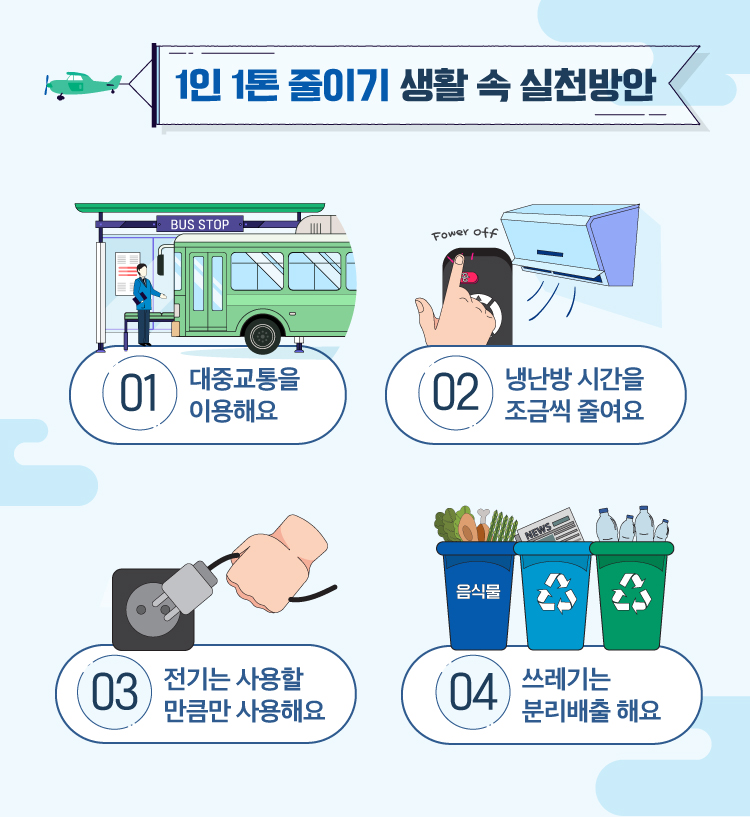 1인 1톤 줄이기 생활 속 실천방안
BUS STOP
Fower off
01
대중교통을
이용해요
02
냉난방 시간을
조금씩 줄여요
03
전기는 사용할
만큼만 사용해요
NEWS
음식물
04
쓰레기는
분리배출 해요